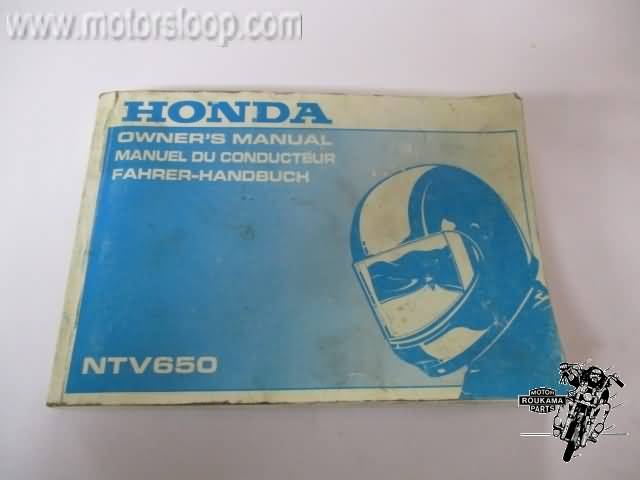 www.motorsloop.com
HONDA
OWNER'S MANUAL
MANUEL DU CONDUCTEUR
FAHRER-HANDBUCH
NTV650
MOTOR
ROUKAMA
PARTS